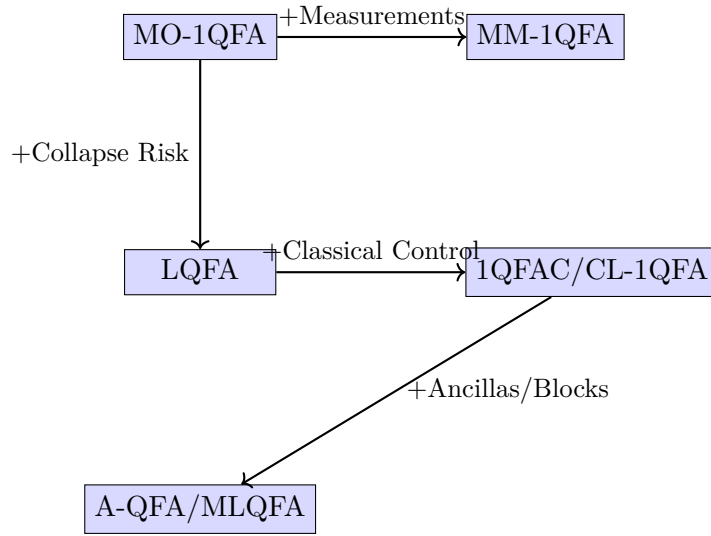 MO-1QFA
+Measurements
MM-1QFA
+Collapse Risk
LQFA
+Classical Control
1QFAC/CL-1QFA
+Ancillas/Blocks
A-QFA/MLQFA